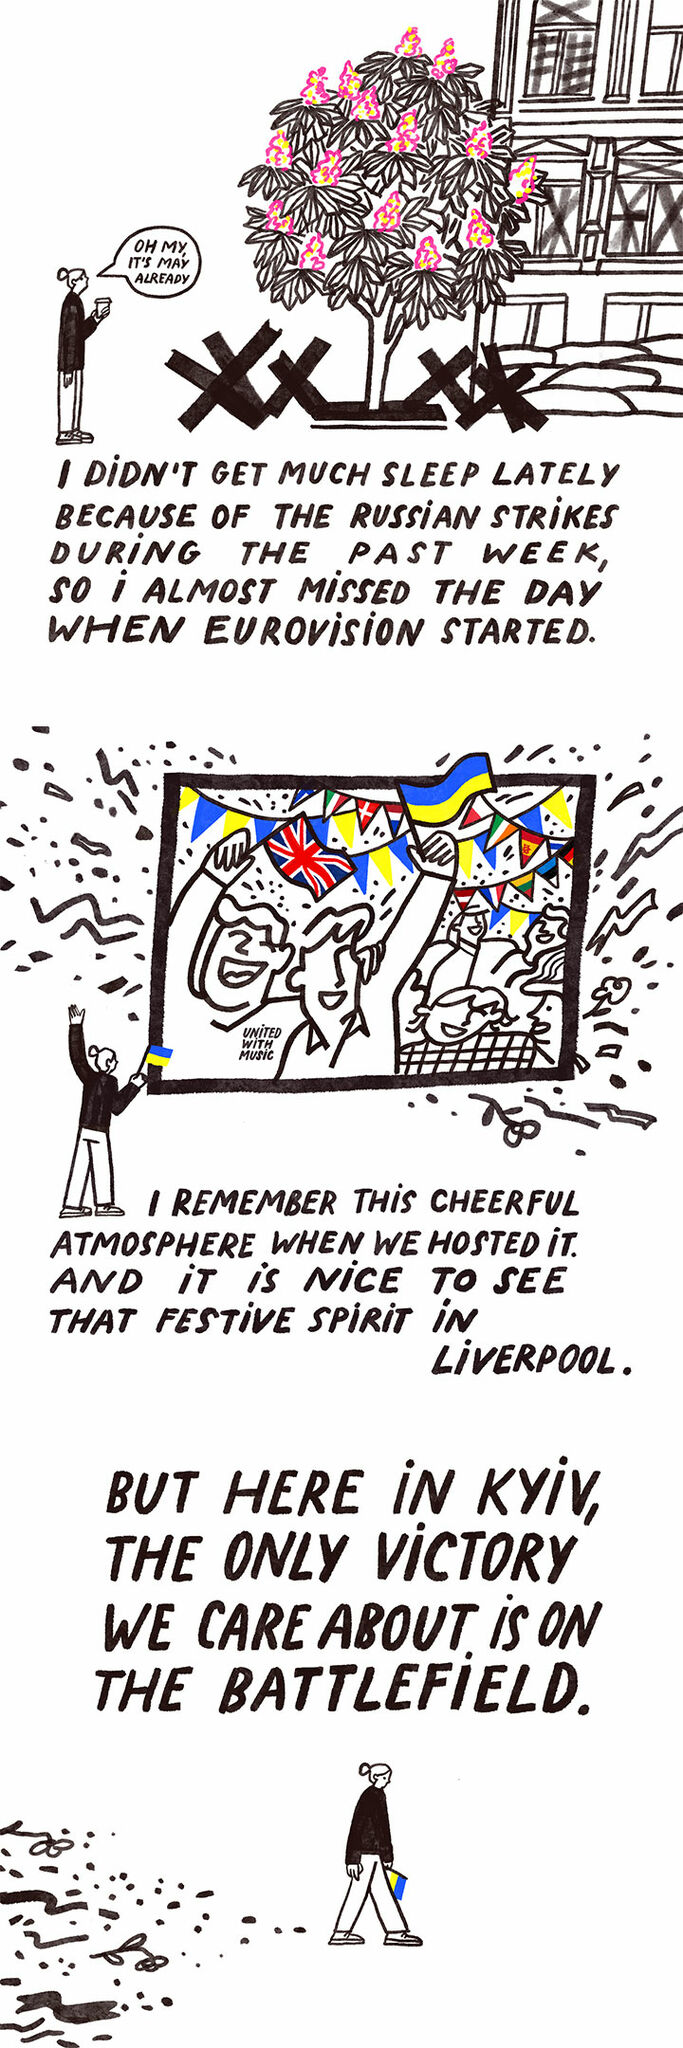 OH MY,
IT'S MAY
ALREADY
I DIDN'T GET MUCH SLEEP LATELY
BECAUSE OF THE RUSSIAN STRIKES
DURING THE PAST WEEK,
SO I ALMOST MISSED THE DAY
WHEN EUROVISION STARTED.
UNITED
WITH
MUSIC
I REMEMBER THIS CHEERFUL
ATMOSPHERE WHEN WE HOSTED IT.
AND IT IS NICE TO SEE
THAT FESTIVE SPIRIT IN
LIVERPOOL.
BUT HERE IN KYIV,
THE ONLY VICTORY
WE CARE ABOUT IS ON
THE BATTLEFIELD.